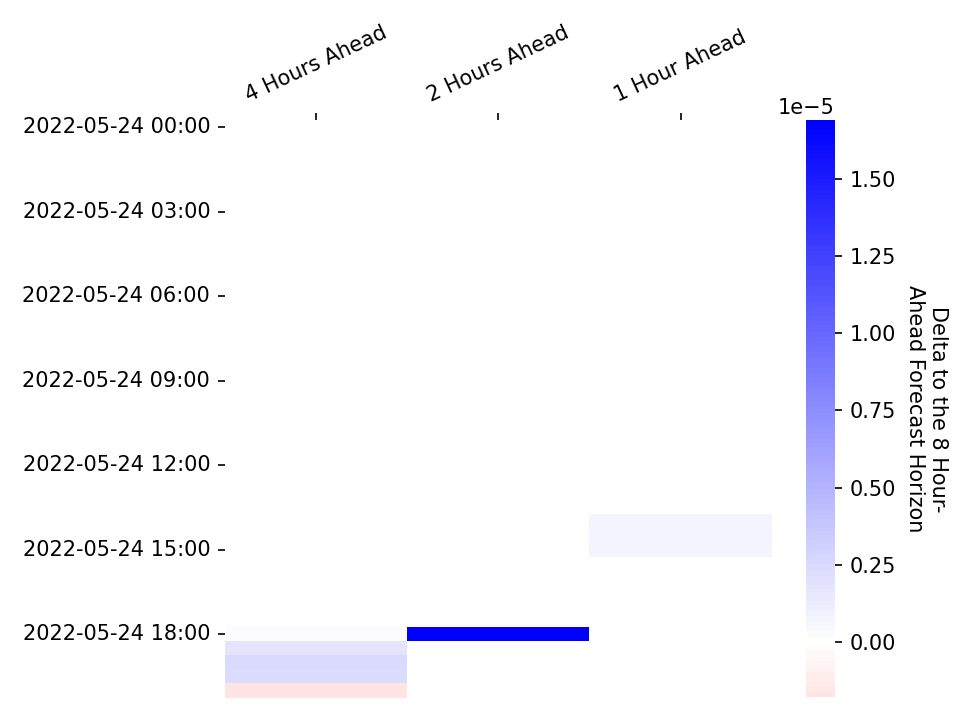 4 Hours Ahead
2 Hours Ahead
1 Hour Ahead
1e−5
2022-05-24 00:00
2022-05-24 03:00
2022-05-24 06:00
2022-05-24 09:00
2022-05-24 12:00
2022-05-24 15:00
2022-05-24 18:00
1.50
1.25
1.00
0.75
0.50
0.25
0.00
Delta to the 8 Hour-
Ahead Forecast Horizon